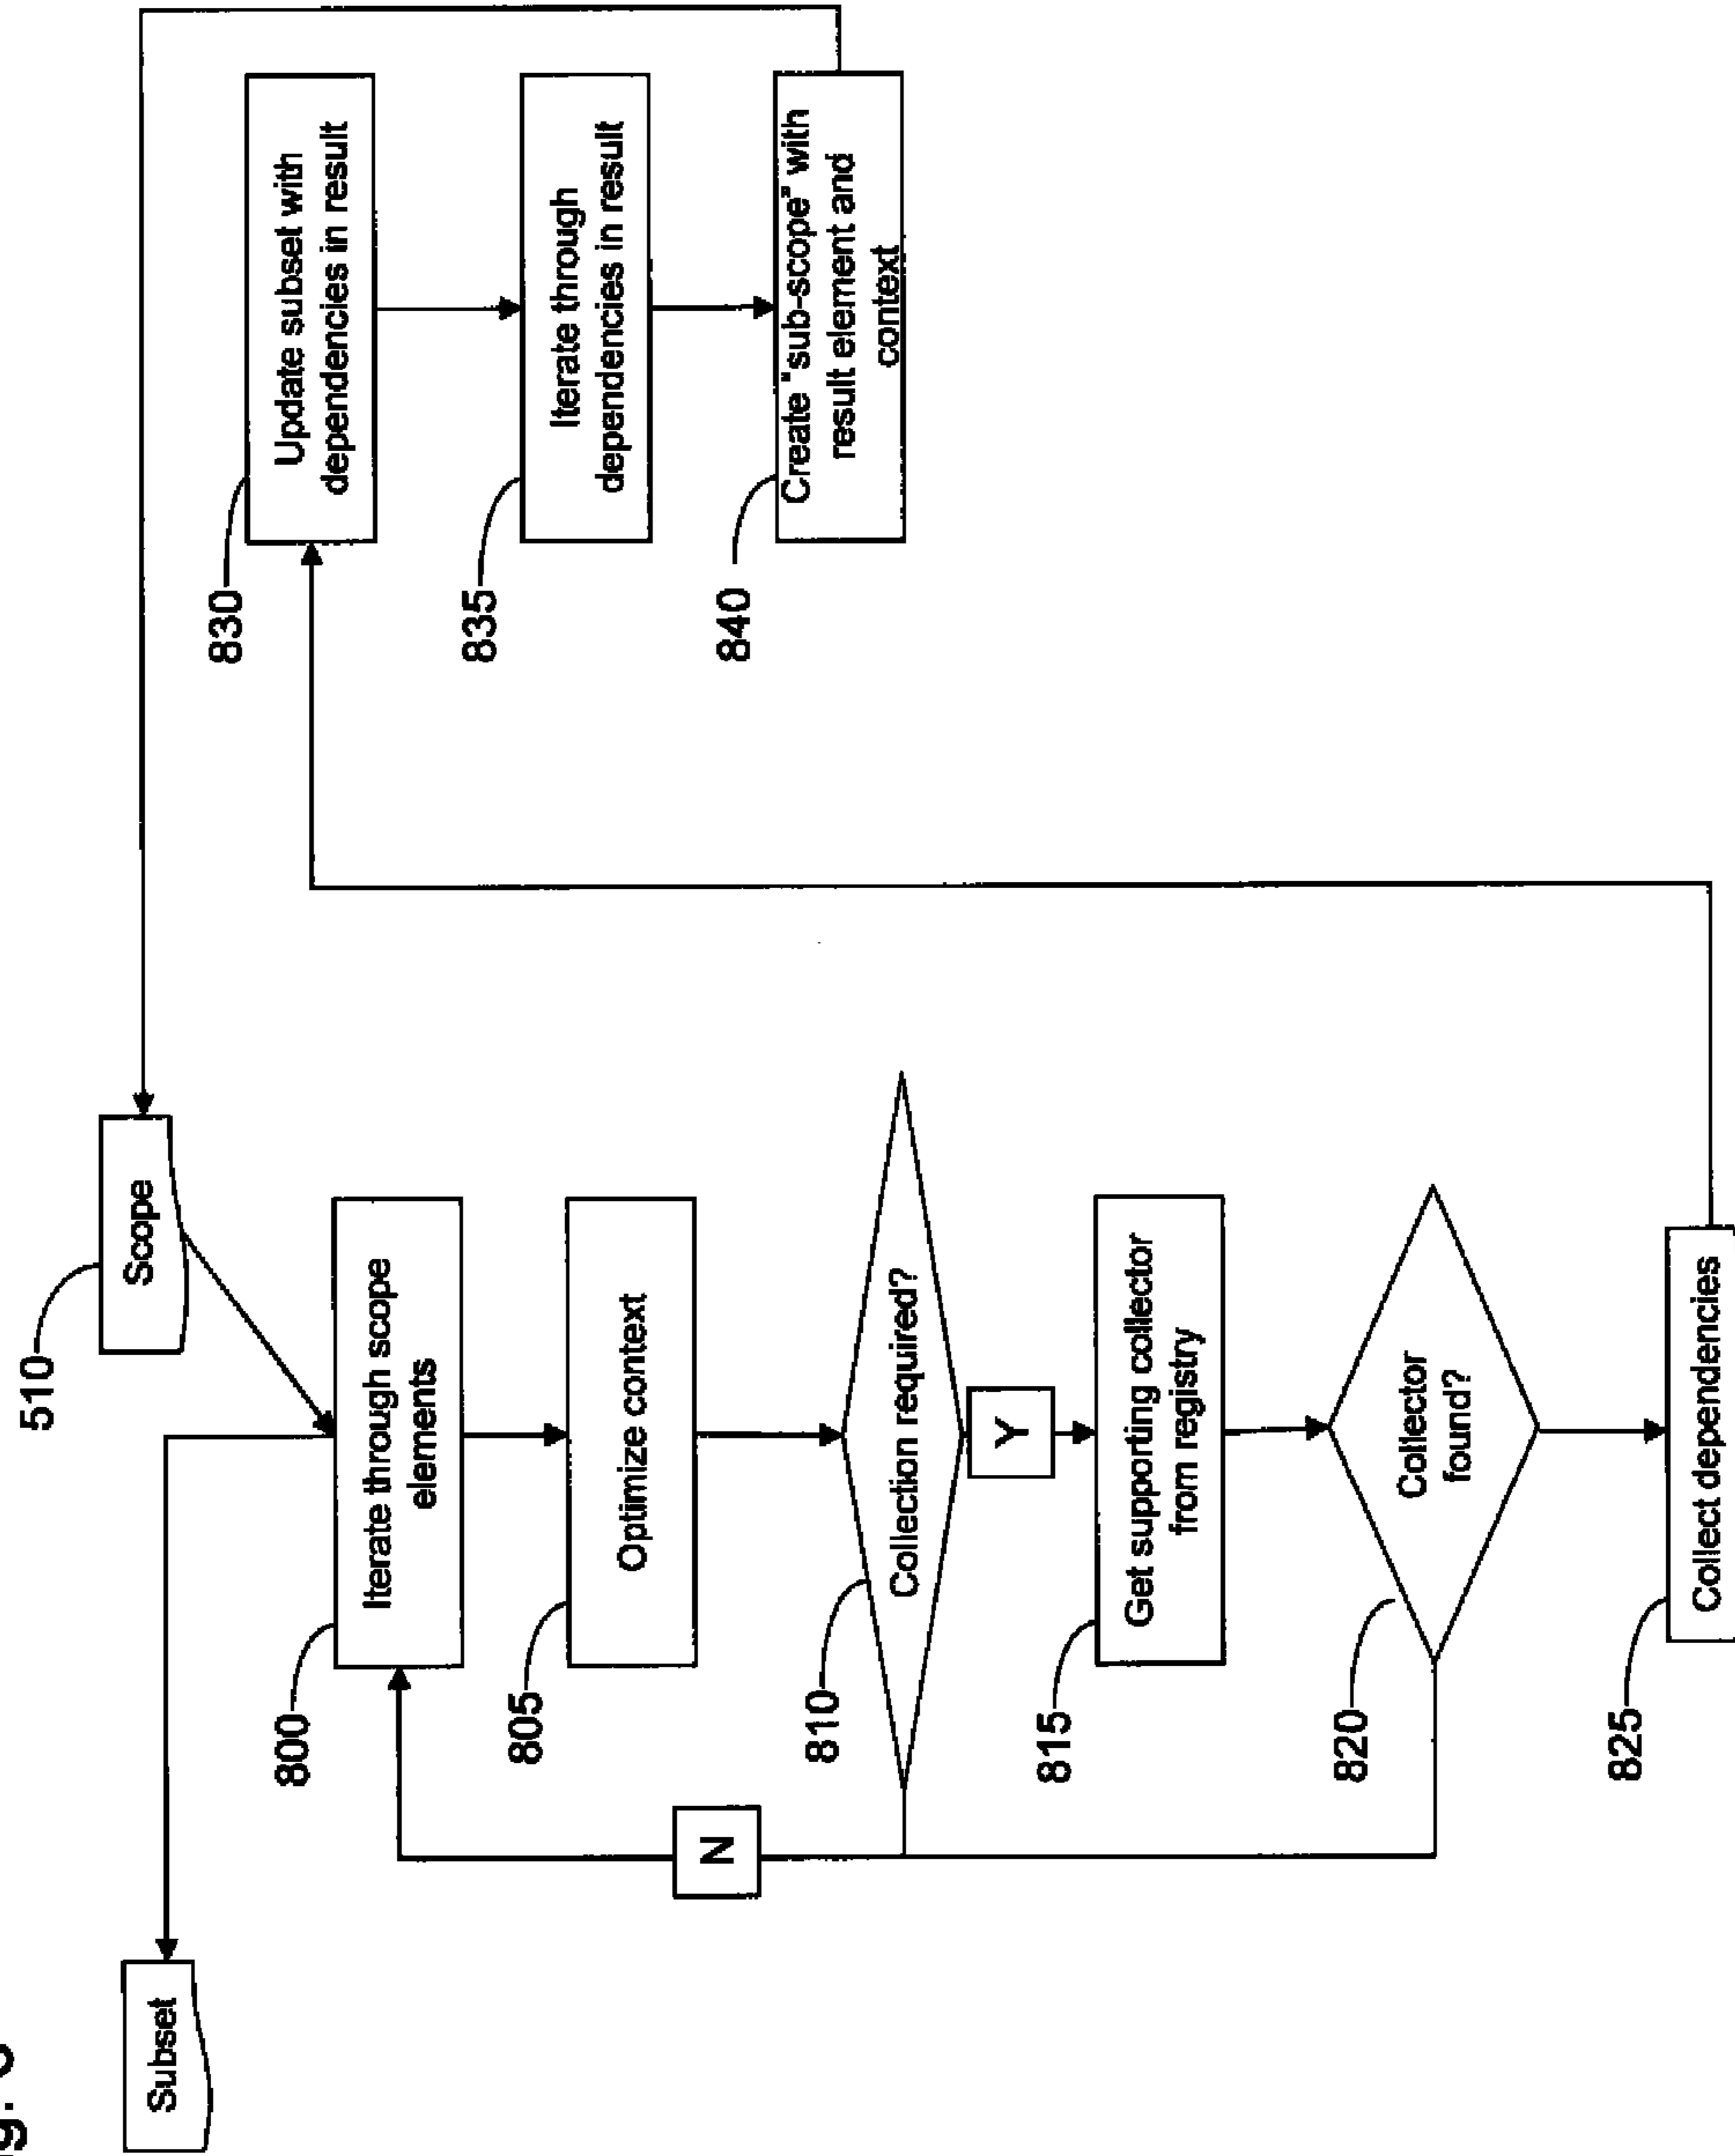 510
Subset
Scope
800
Iterate through scope
elements
805
Optimize context
N
810
Collection required?
Y
815
Get supporting collector
from registry
820
Collector
found?
825
Collect dependencies
830
Update subset with
dependencies in result
835
Iterate through
dependencies in result
840
Create "sub-scope" with
result element and
context